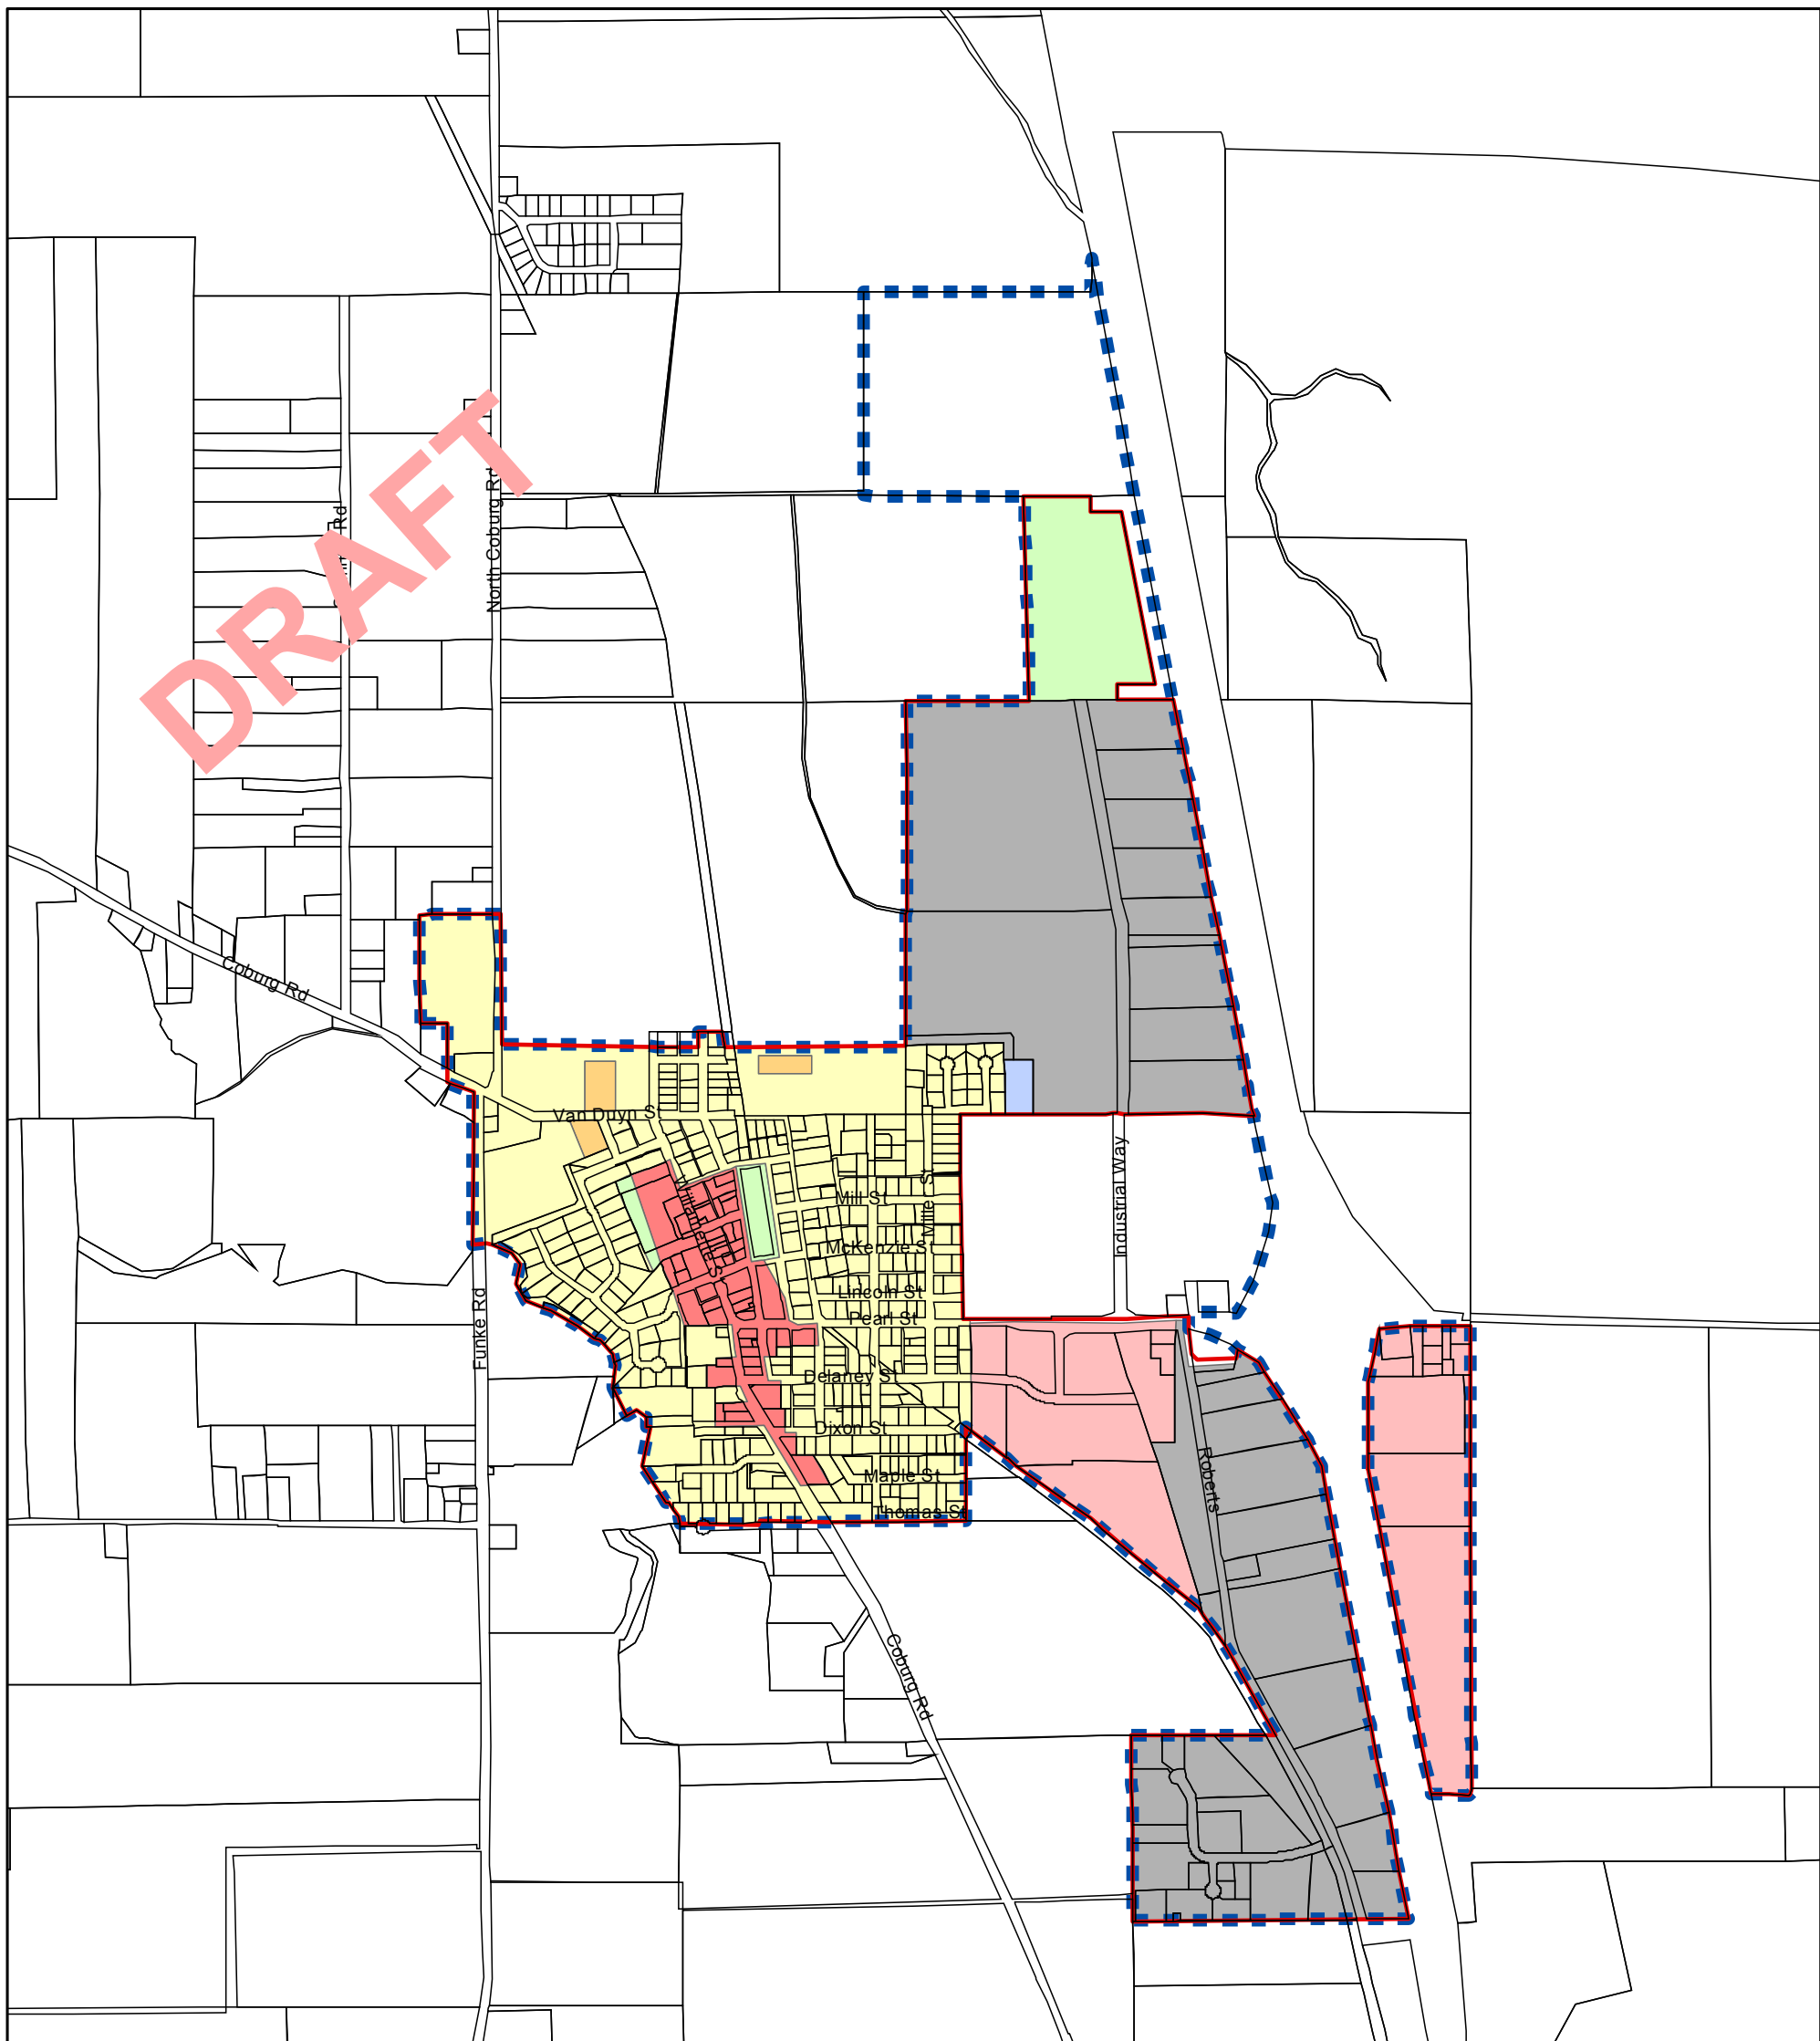 DRAFT
North Coburg Rd
Rd
Coburg Rd
Van Duyn St
Industrial Way
Mill St
McKenzie St
Lincoln St
Pearl St
Funke Rd
Delaney St
Dixon St
Roberts
Maple St
Thomas St
Coburg Rd